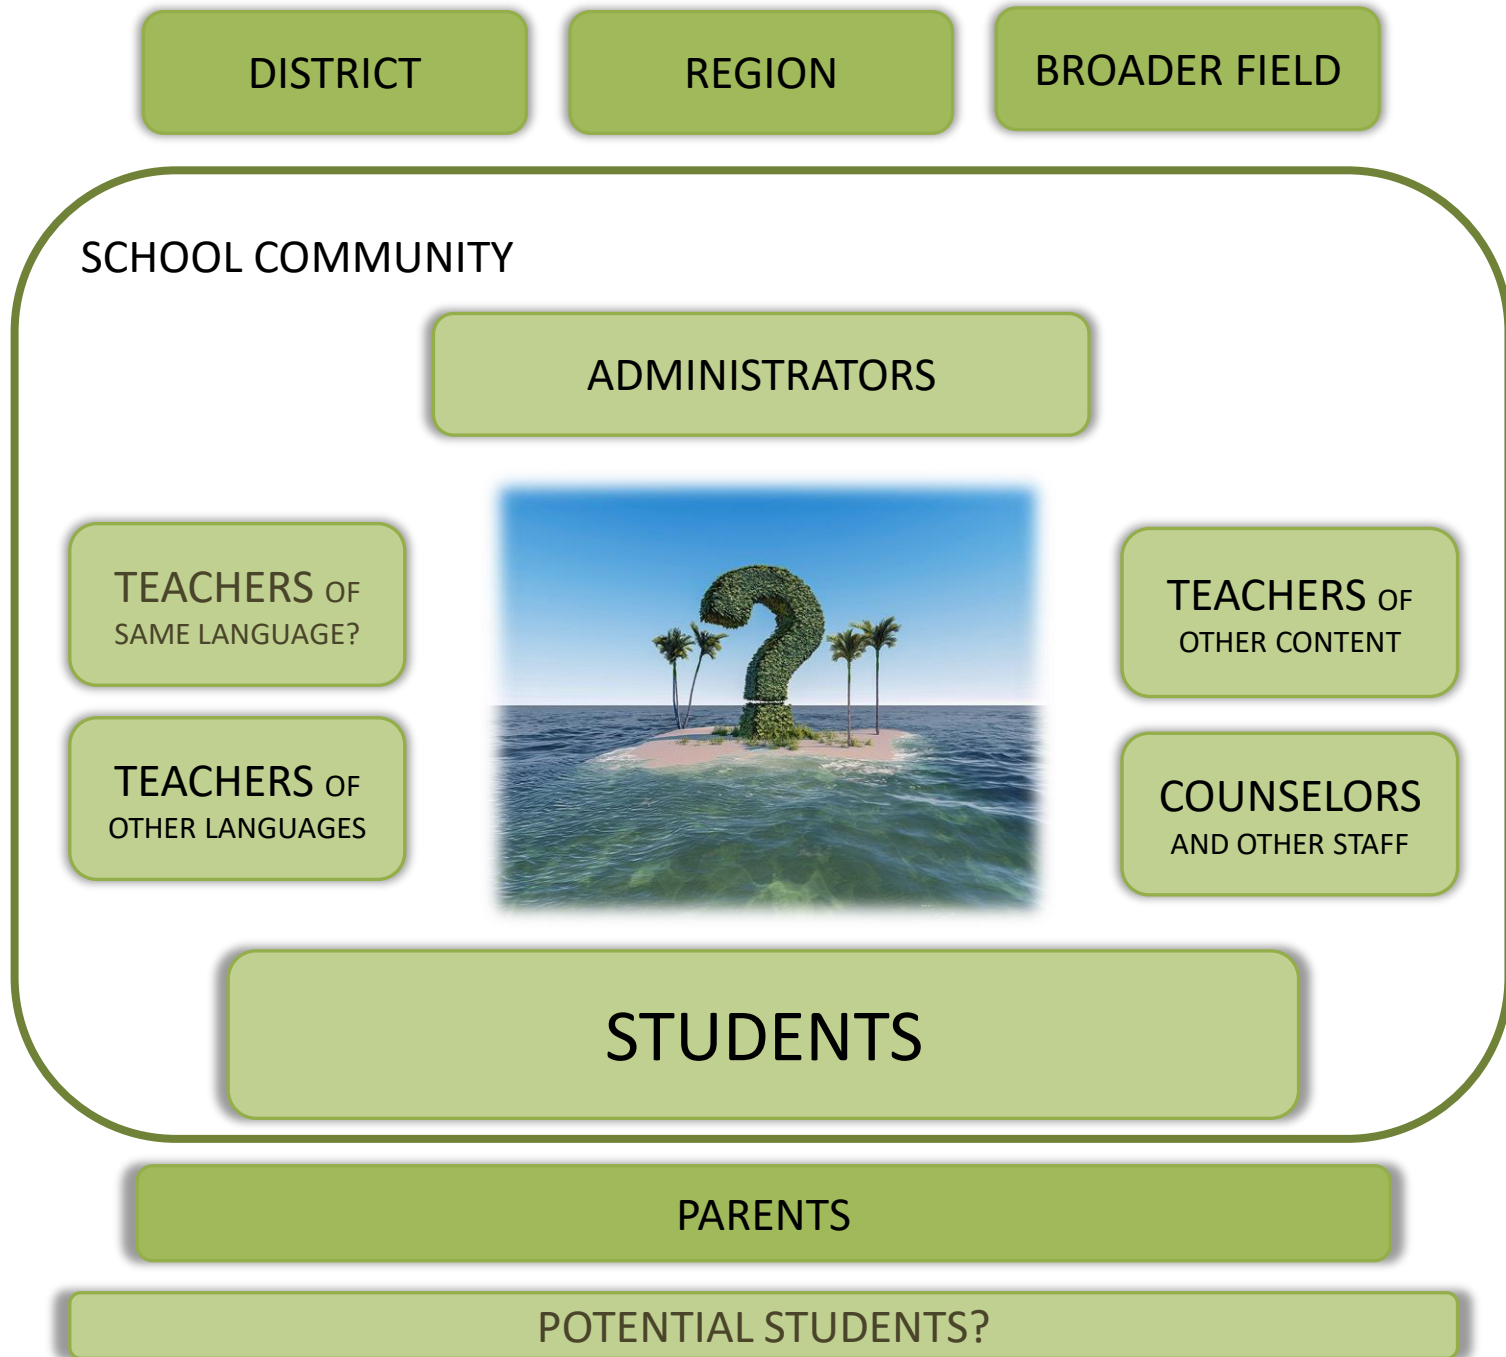 DISTRICT
REGION
BROADER FIELD
SCHOOL COMMUNITY
ADMINISTRATORS
TEACHERS OF
SAME LANGUAGE?
TEACHERS OF
OTHER LANGUAGES
TEACHERS OF
OTHER CONTENT
COUNSELORS
AND OTHER STAFF
STUDENTS
PARENTS
POTENTIAL STUDENTS?